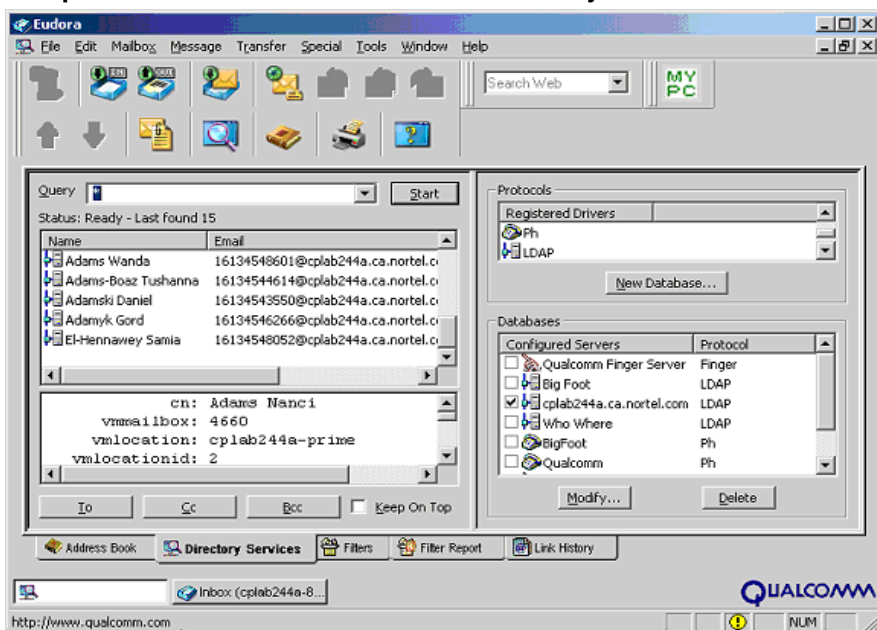 Eudora
File Edit Mailbox Message Transfer Special Tools Window Help
IN OUT
Search Web
MY
PC
Query *
Start
Status: Ready - Last found 15
Name Email
Adams Wanda 16134548601@cplab244a.ca.nortel.c
Adams-Boaz Tushanna 16134544614@cplab244a.ca.nortel.c
Adamski Daniel 16134543550@cplab244a.ca.nortel.c
Adamyk Gord 16134546266@cplab244a.ca.nortel.c
El-Hennawey Samia 16134548052@cplab244a.ca.nortel.c
cn: Adams Nanci
vmmailbox: 4660
vmlocation: cplab244a-prime
vmlocationid: 2
To Cc Bcc Keep On Top
Protocols
Registered Drivers
Ph
LDAP
New Database...
Databases
Configured Servers Protocol
Qualcomm Finger Server Finger
Big Foot LDAP
cplab244a.ca.nortel.com LDAP
Who Where LDAP
BigFoot Ph
Qualcomm Ph
Modify... Delete
Address Book Directory Services Filters Filter Report Link History
Inbox (cplab244a-8...
QUALCOMM
http://www.qualcomm.com
NUM